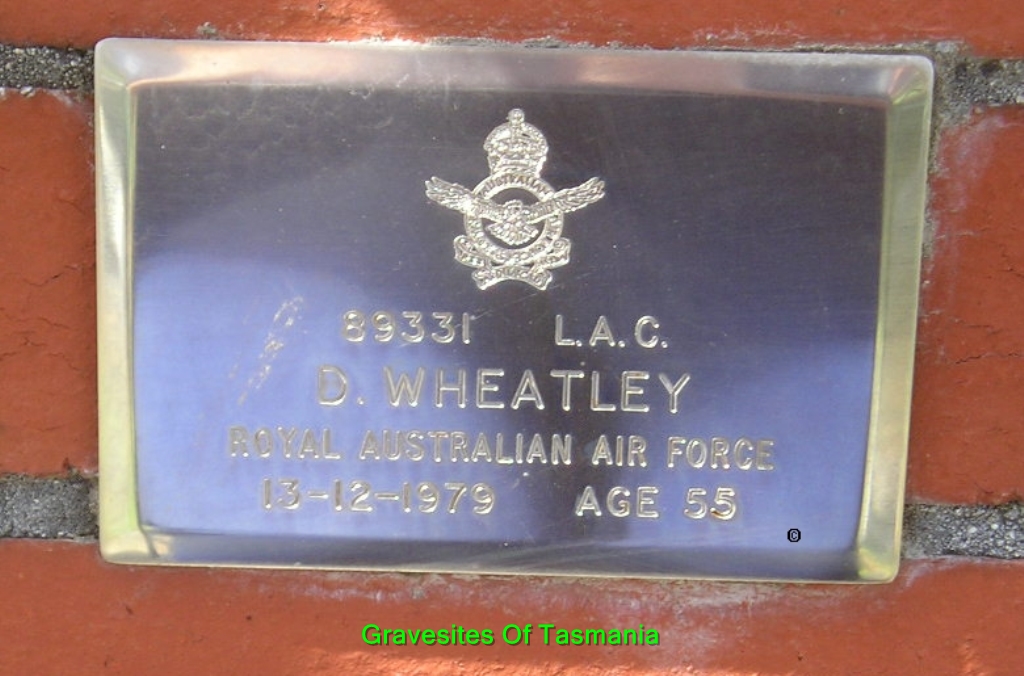 89331 L.A.C.
D. WHEATLEY
ROYAL AUSTRALIAN AIR FORCE
13-12-1979 AGE 55
©
Gravesites Of Tasmania